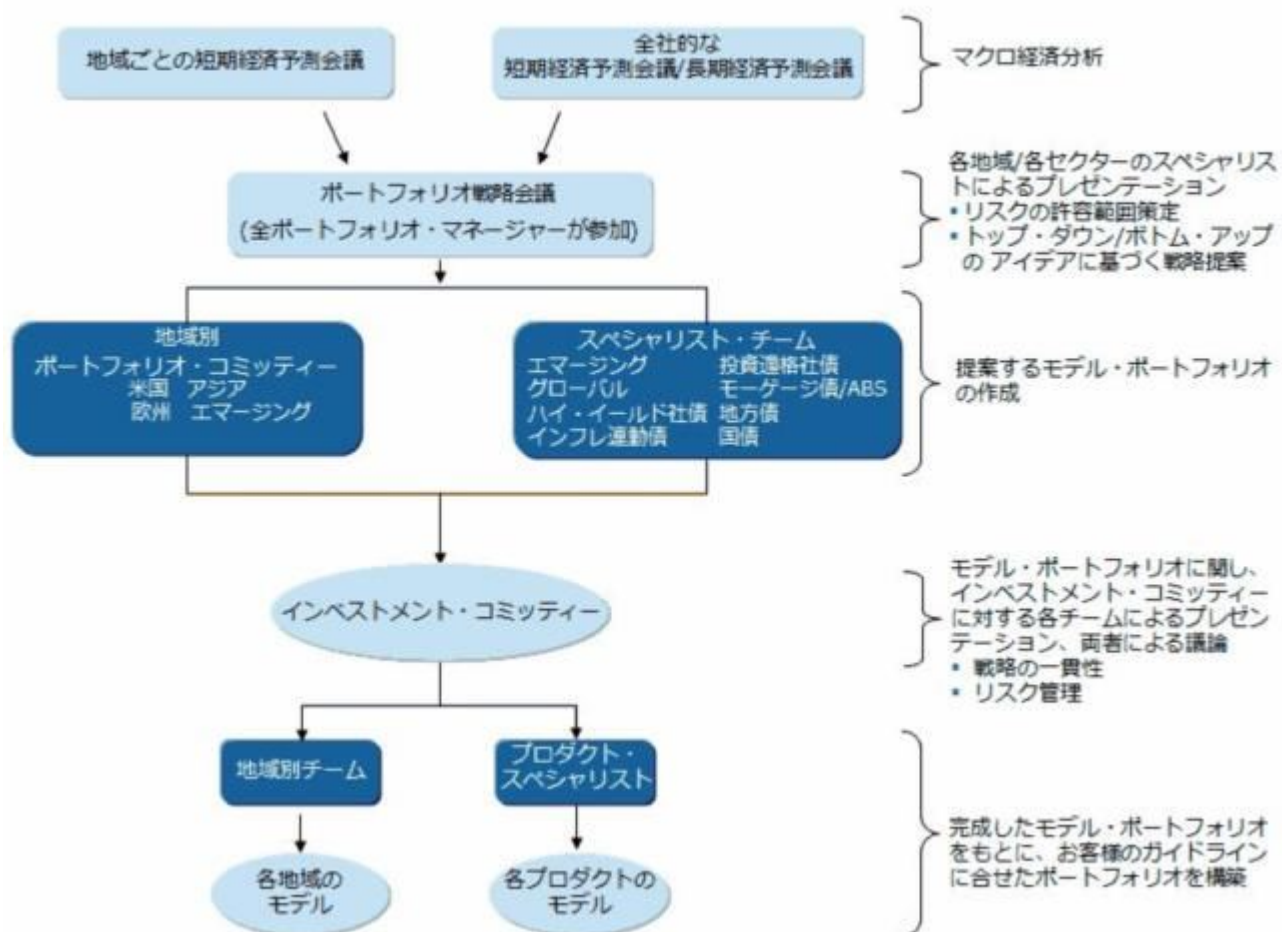 地域ごとの短期経済予測会議
全社的な
短期経済予測会議/長期経済予測会議
マクロ経済分析
ポートフォリオ戦略会議
(全ポートフォリオ・マネージャーが参加)
各地域/各セクターのスペシャリス
トによるプレゼンテーション
▪ リスクの許容範囲策定
▪ トップ・ダウン/ボトム・アップ
の アイデアに基づく戦略提案
地域別
ポートフォリオ・コミッティー
米国 アジア
欧州 エマージング
スペシャリスト・チーム
エマージング 投資適格社債
グローバル モーゲージ債/ABS
ハイ・イールド社債 地方債
インフレ連動債 国債
提案するモデル・ポートフォリオ
の作成
インベストメント・コミッティー
モデル・ポートフォリオに関し、
インベストメント・コミッティー
に対する各チームによるプレゼン
テーション、両者による議論
▪ 戦略の一貫性
▪ リスク管理
地域別チーム
プロダクト・
スペシャリスト
各地域の
モデル
各プロダクトの
モデル
完成したモデル・ポートフォリオ
をもとに、お客様のガイドライン
に合せたポートフォリオを構築